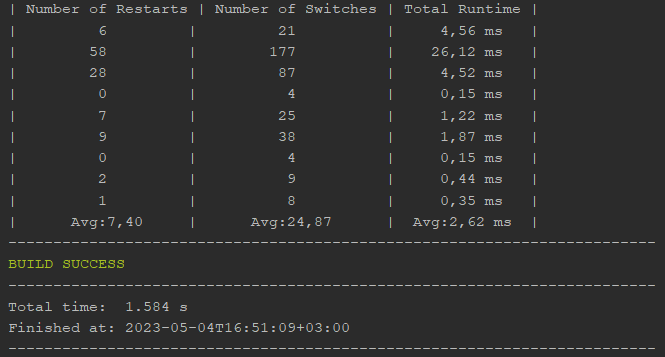 | Number of Restarts | Number of Switches | Total Runtime |
| 6 | 21 | 4,56 ms |
| 58 | 177 | 26,12 ms |
| 28 | 87 | 4,52 ms |
| 0 | 4 | 0,15 ms |
| 7 | 25 | 1,22 ms |
| 9 | 38 | 1,87 ms |
| 0 | 4 | 0,15 ms |
| 2 | 9 | 0,44 ms |
| 1 | 8 | 0,35 ms |
| Avg:7,40 | Avg:24,87 | Avg:2,62 ms |
------------------------------------------------------------------------
BUILD SUCCESS
------------------------------------------------------------------------
Total time:  1.584 s
Finished at: 2023-05-04T16:51:09+03:00
------------------------------------------------------------------------